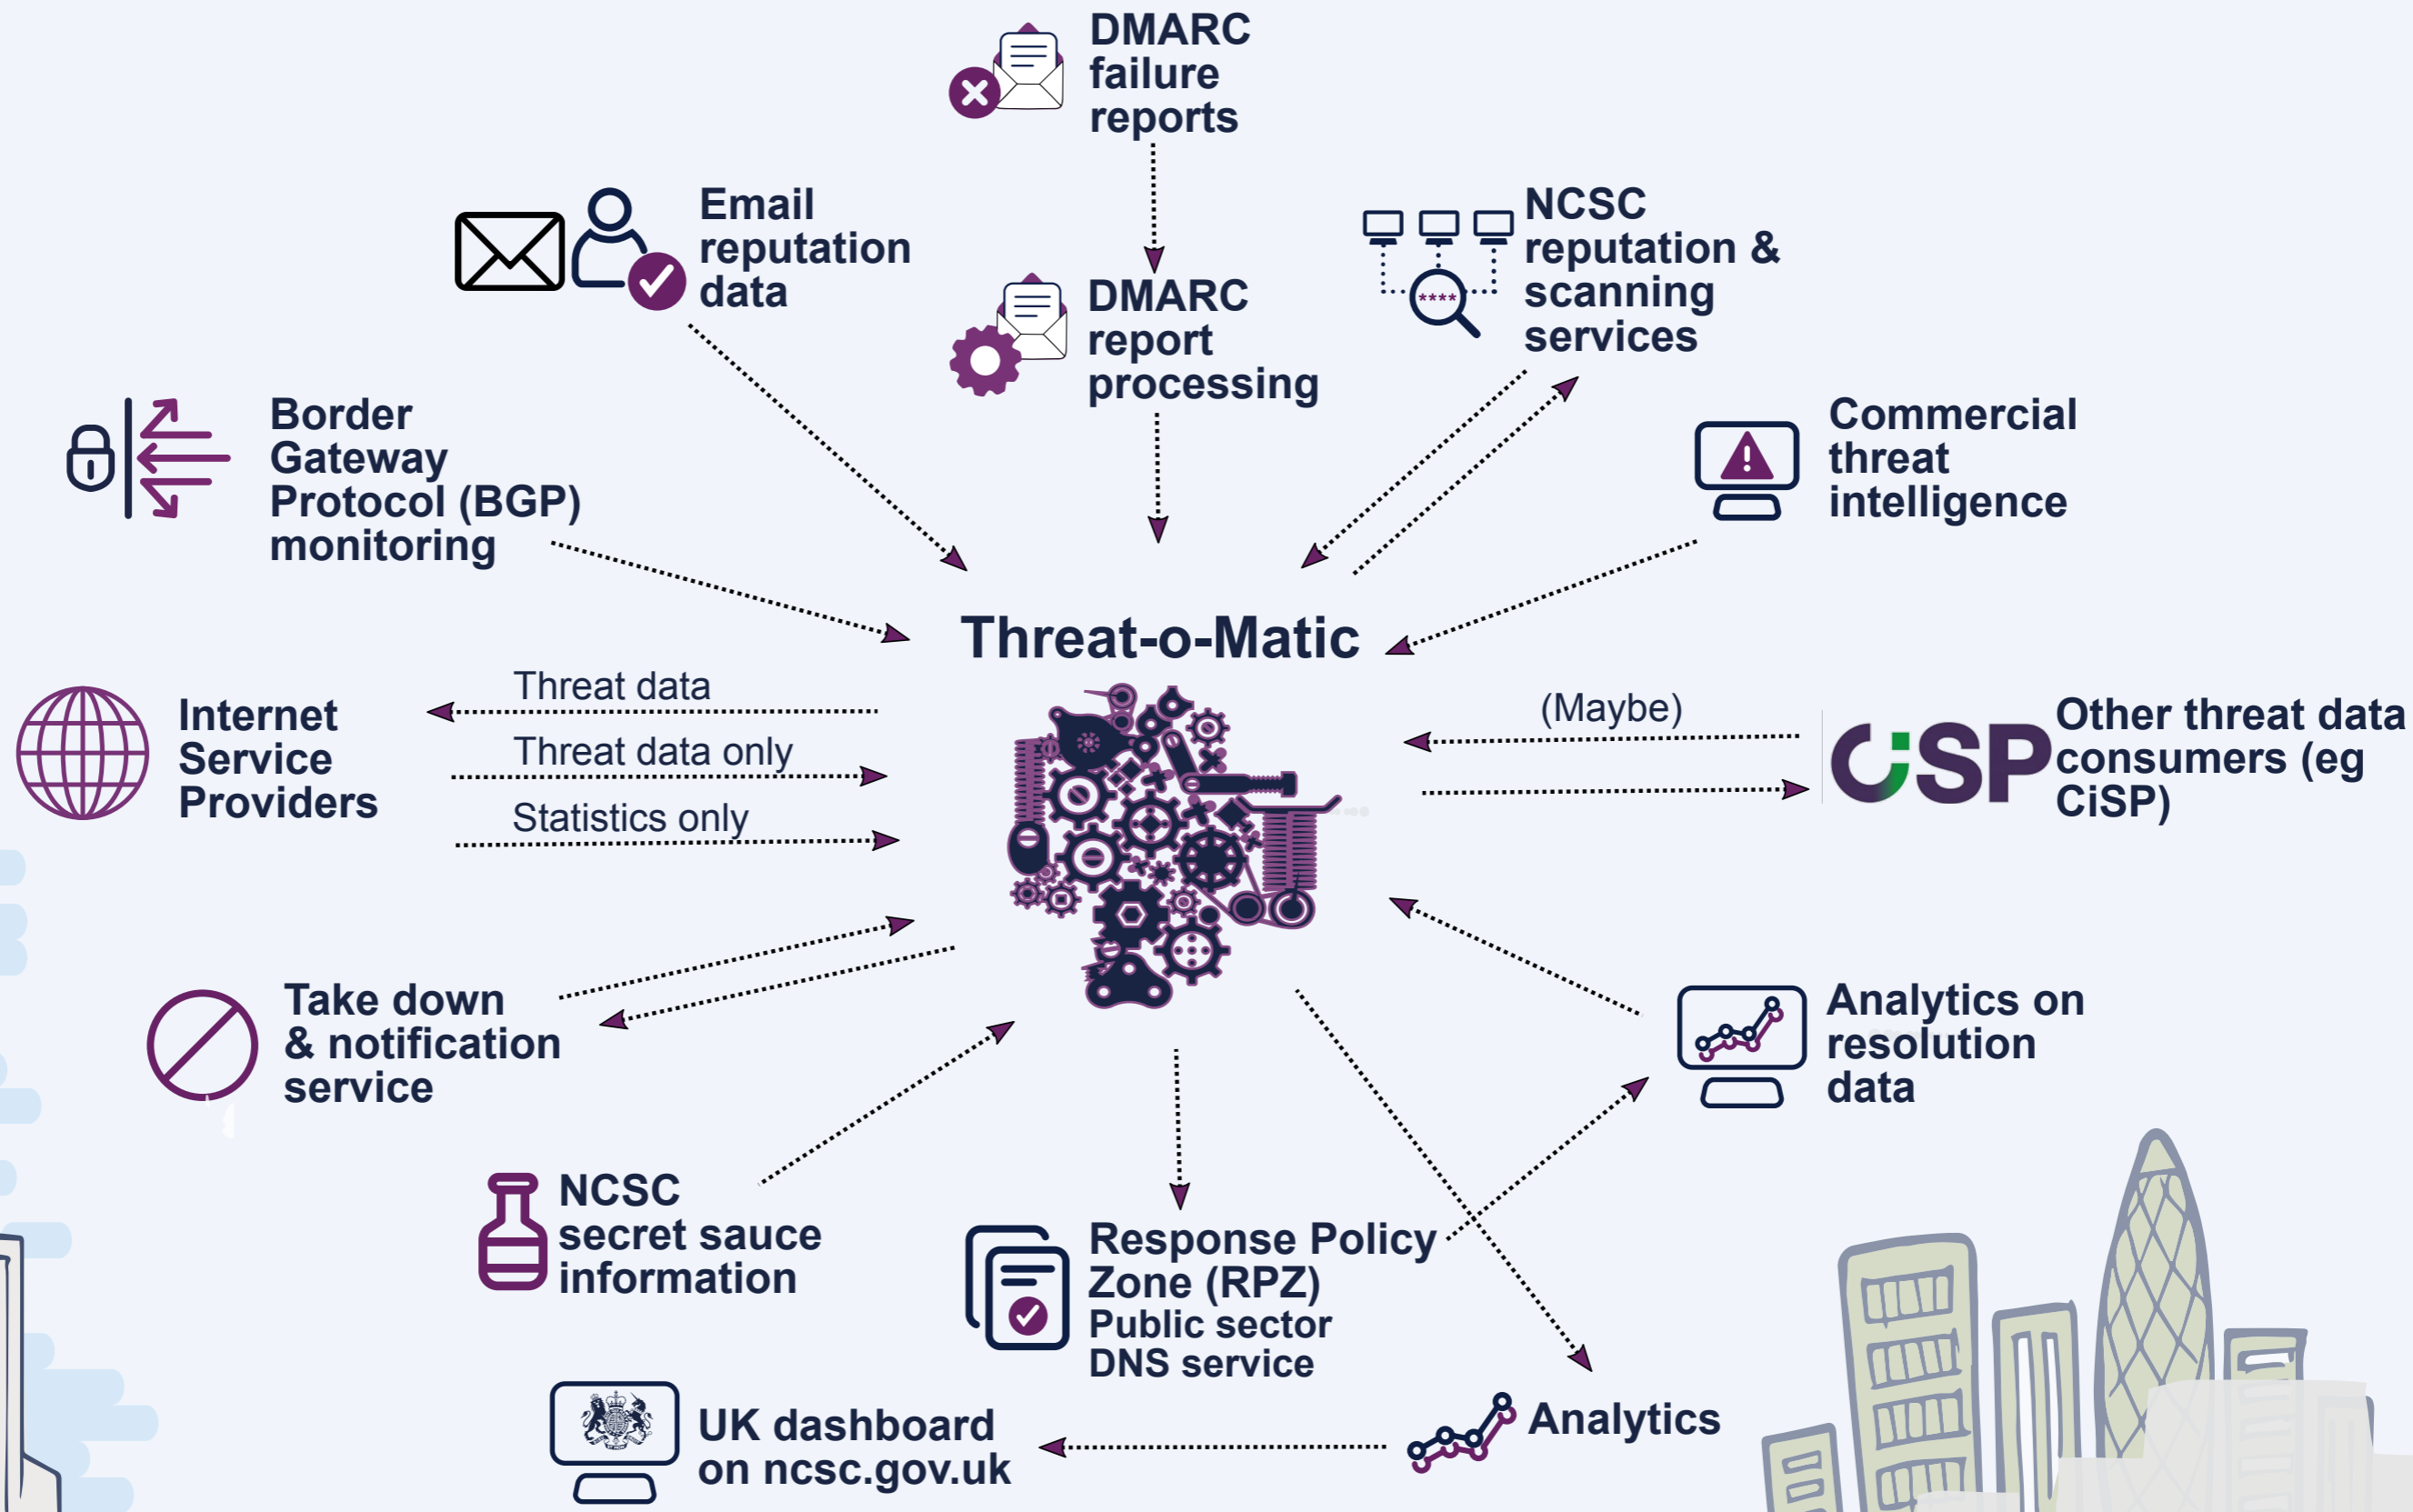 DMARC
failure
reports
Email
reputation
data
DMARC
report
processing
NCSC
reputation &
scanning
services
****
Border
Gateway
Protocol (BGP)
monitoring
Commercial
threat
intelligence
Threat-o-Matic
Internet
Service
Providers
Threat data
Threat data only
Statistics only
(Maybe)
CiSP
Other threat data
consumers (eg
CiSP)
Take down
& notification
service
Analytics on
resolution
data
NCSC
secret sauce
information
Response Policy
Zone (RPZ)
Public sector
DNS service
UK dashboard
on ncsc.gov.uk
Analytics